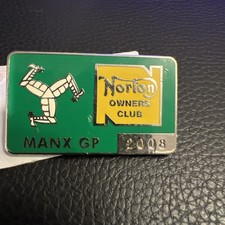 Norton
OWNERS
CLUB
MANX GP 2008